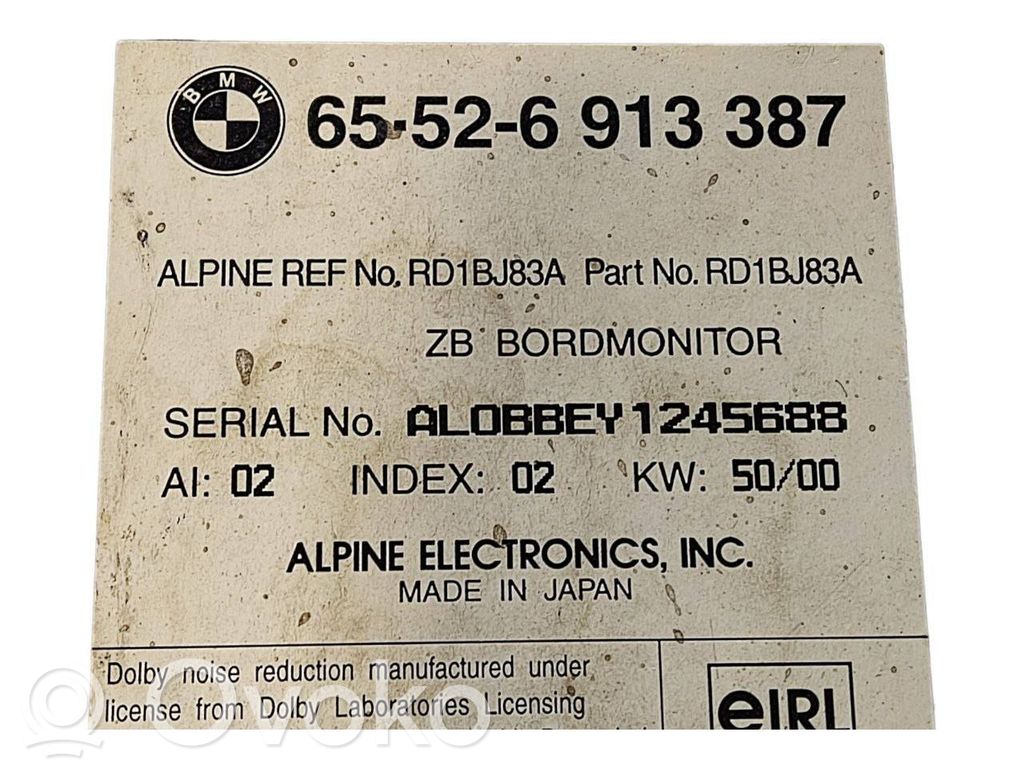 BMW 65-52-6 913 387
ALPINE REF No. RD1BJ83A Part No. RD1BJ83A
ZB BORDMONITOR
SERIAL No. ALOBBEY1245688
AI: 02 INDEX: 02 KW: 50/00
ALPINE ELECTRONICS, INC.
MADE IN JAPAN
Dolby noise reduction manufactured under
license from Dolby Laboratories Licensing
eIRL
Ovoko